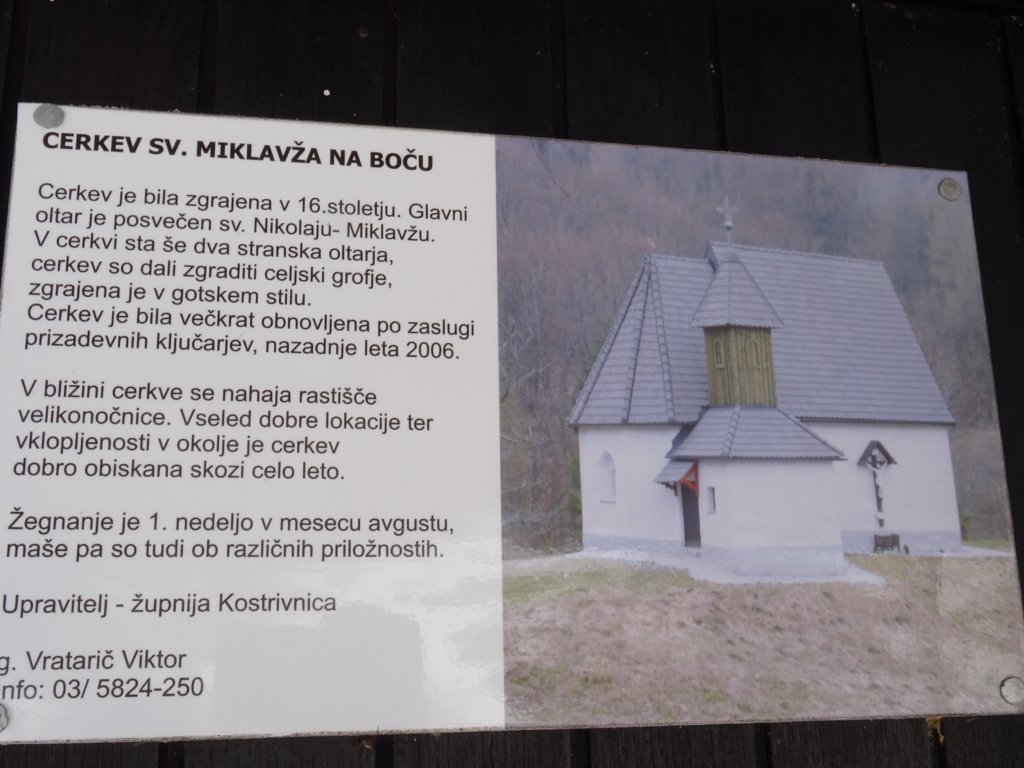 CERKEV SV. MIKLAVŽA NA BOČU
Cerkev je bila zgrajena v 16.stoletju. Glavni
oltar je posvečen sv. Nikolaju- Miklavžu.
V cerkvi sta še dva stranska oltarja,
cerkev so dali zgraditi celjski grofje,
zgrajena je v gotskem stilu.
Cerkev je bila večkrat obnovljena po zaslugi
prizadevnih ključarjev, nazadnje leta 2006.
V bližini cerkve se nahaja rastišče
velikonočnice. Vseled dobre lokacije ter
vklopljenosti v okolje je cerkev
dobro obiskana skozi celo leto.
Žegnanje je 1. nedeljo v mesecu avgustu,
maše pa so tudi ob različnih priložnostih.
Upravitelj - župnija Kostrivnica
g. Vratarič Viktor
nfo: 03/ 5824-250